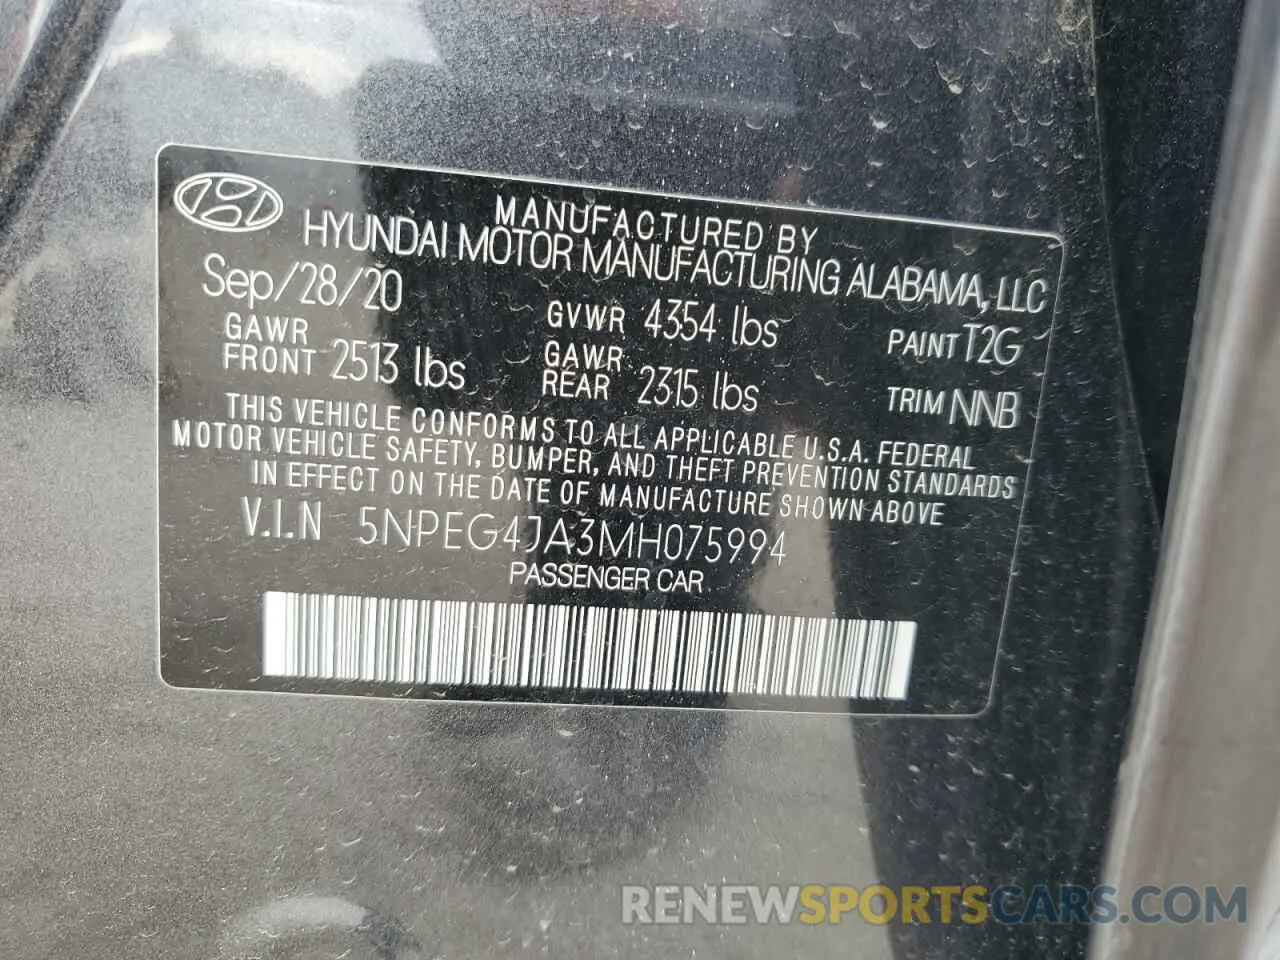 MANUFACTURED BY
HYUNDAI MOTOR MANUFACTURING ALABAMA, LLC
Sep/28/20 GVWR 4354 lbs PAINT T2G
GAWR FRONT 2513 lbs GAWR REAR 2315 lbs TRIM NNB
THIS VEHICLE CONFORMS TO ALL APPLICABLE U.S.A. FEDERAL
MOTOR VEHICLE SAFETY, BUMPER, AND THEFT PREVENTION STANDARDS
IN EFFECT ON THE DATE OF MANUFACTURE SHOWN ABOVE
V.I.N 5NPEG4JA3MH075994
PASSENGER CAR
RENEWSPORTSCARS.COM